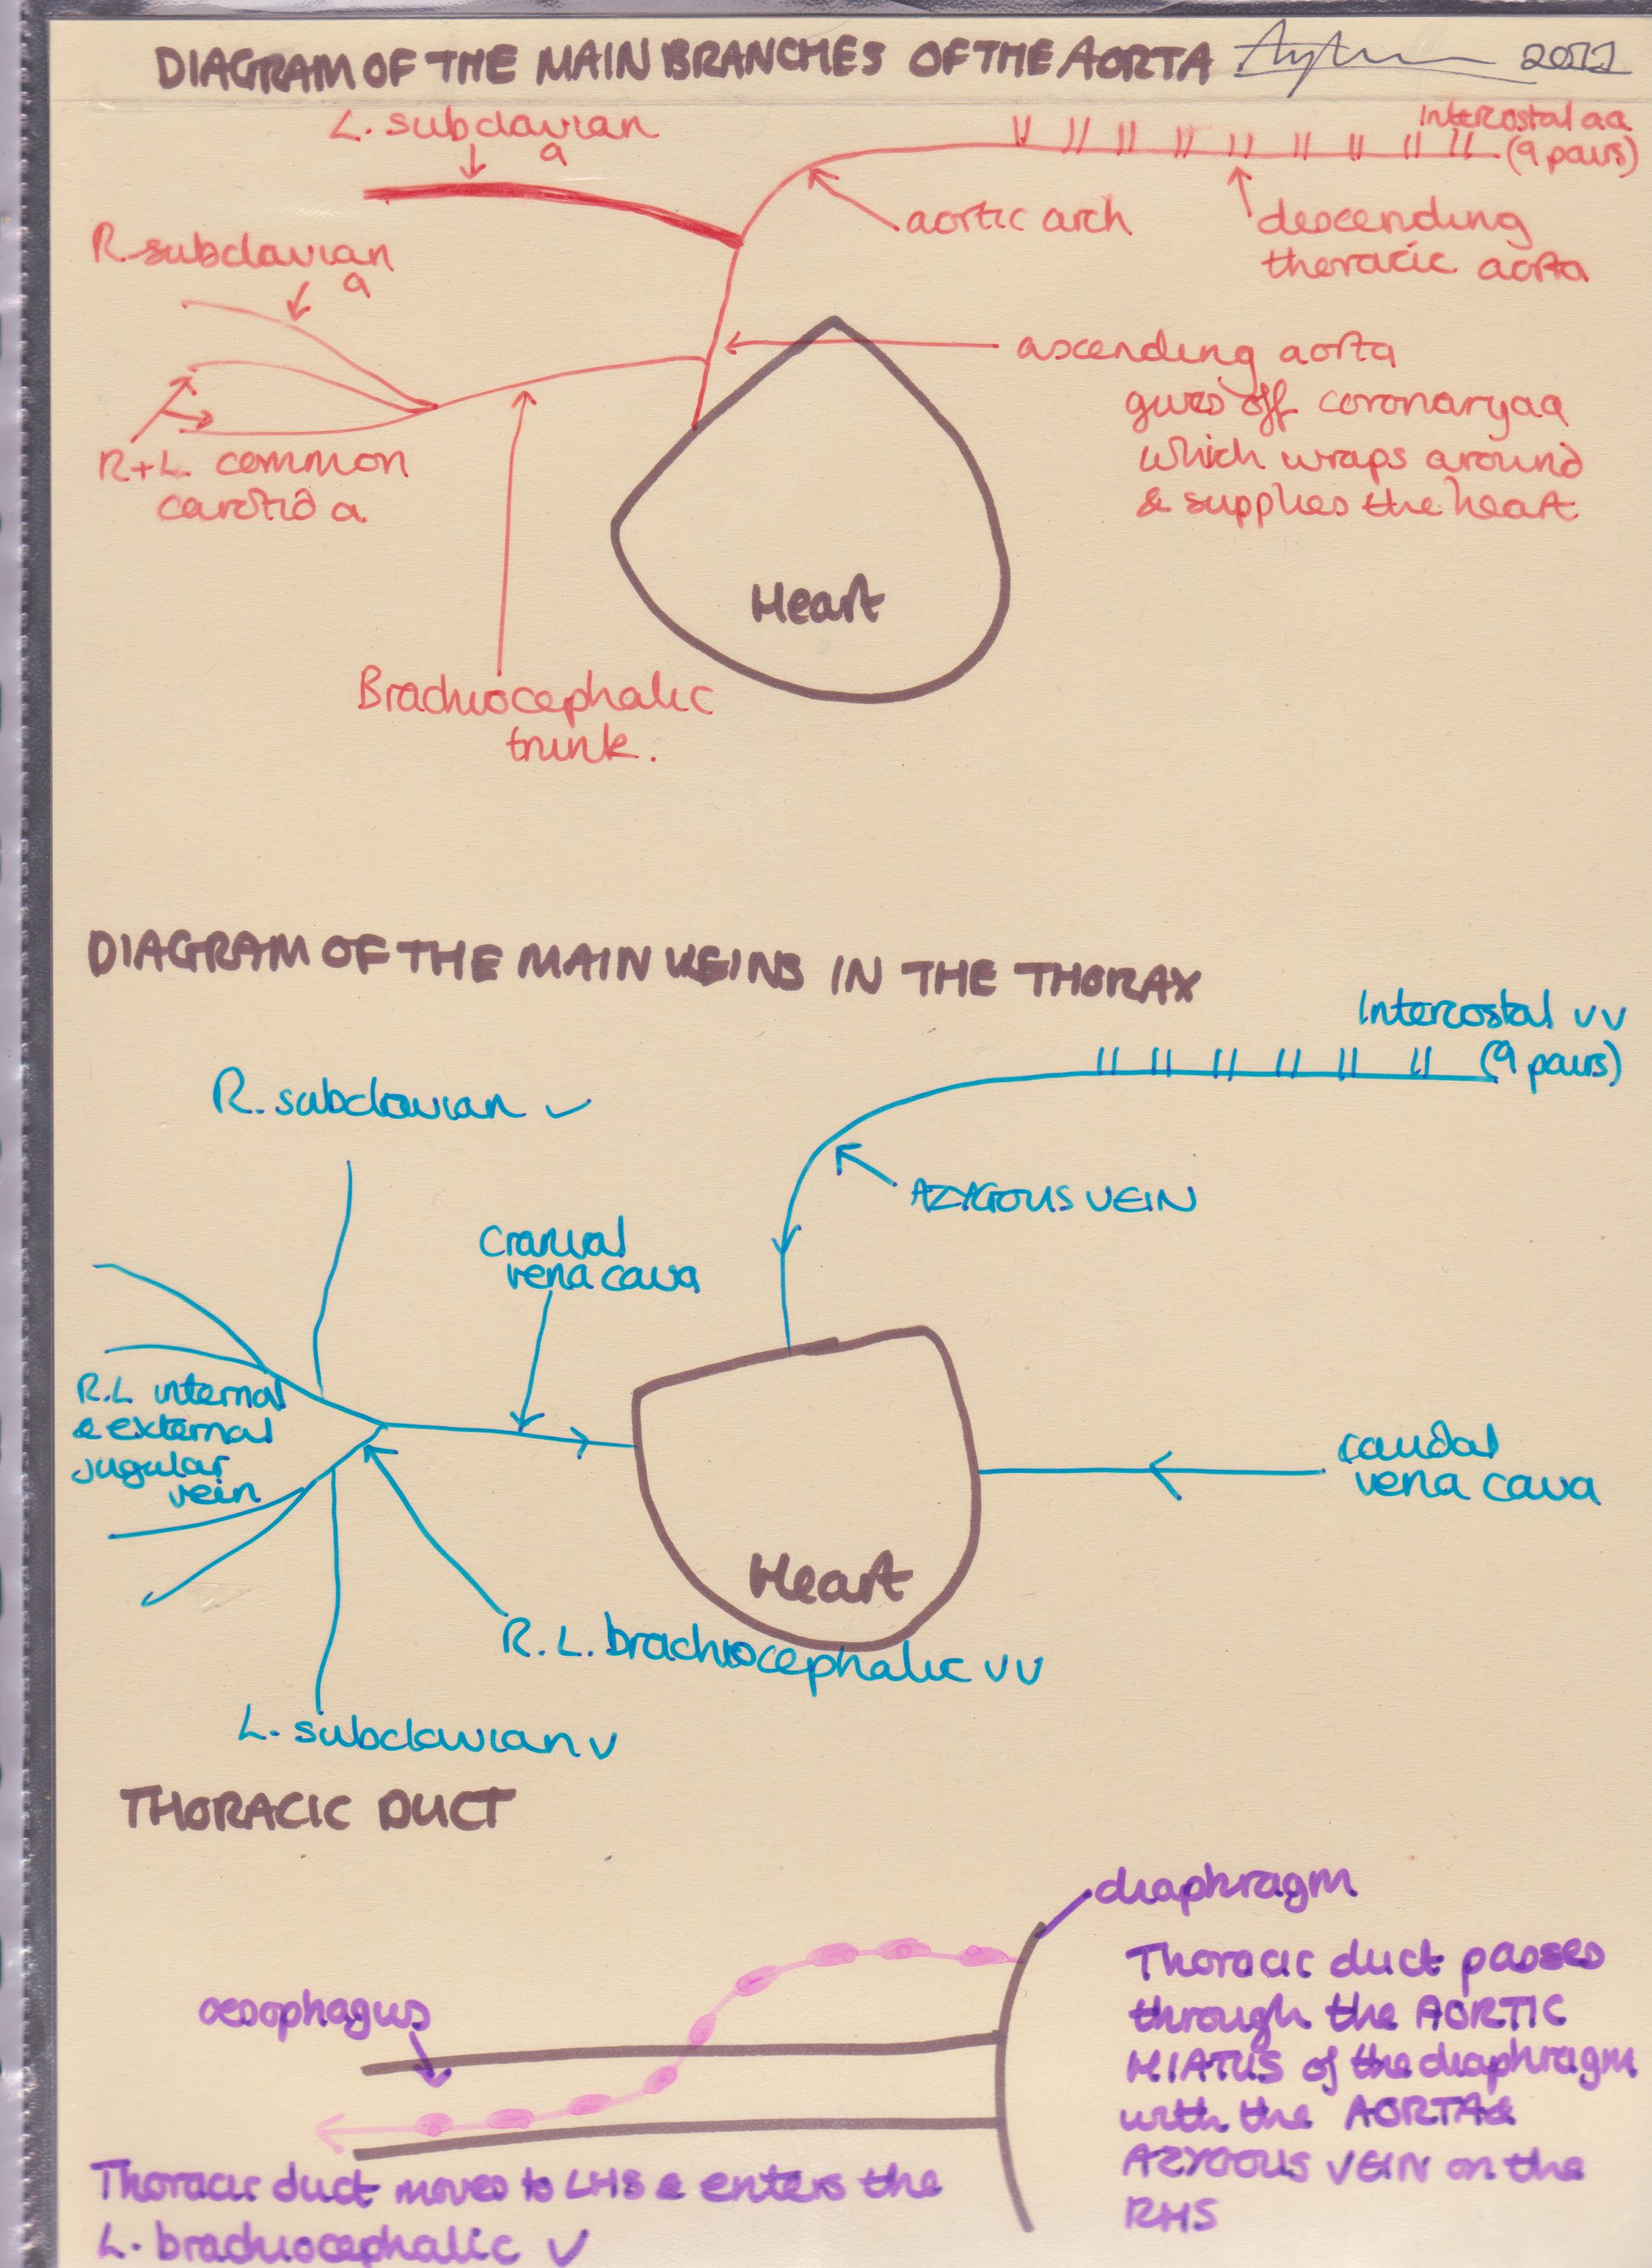 DIAGRAM OF THE MAIN BRANCHES OF THE AORTA
L. subclavian
a
Intercostal aa
(9 pairs)
R. subclavian
a
aortic arch
descending
thoracic aorta
ascending aorta
gives off coronary aa
which wraps around
& supplies the heart
R+L. common
carotid a
Heart
Brachiocephalic
trunk.
DIAGRAM OF THE MAIN VEINS IN THE THORAX
Intercostal vv
(9 pairs)
R. subclavian v
AZYGOUS VEIN
Cranial
vena cava
R.L internal
& external
jugular
vein
caudal
vena cava
Heart
R. L. brachiocephalic vv
L. subclavian v
THORACIC DUCT
diaphragm
oesophagus
Thoracic duct passes
through the AORTIC
HIATUS of the diaphragm
with the AORTA &
AZYGOUS VEIN on the
RHS
Thoracic duct moves to LHS & enters the
L. brachiocephalic v